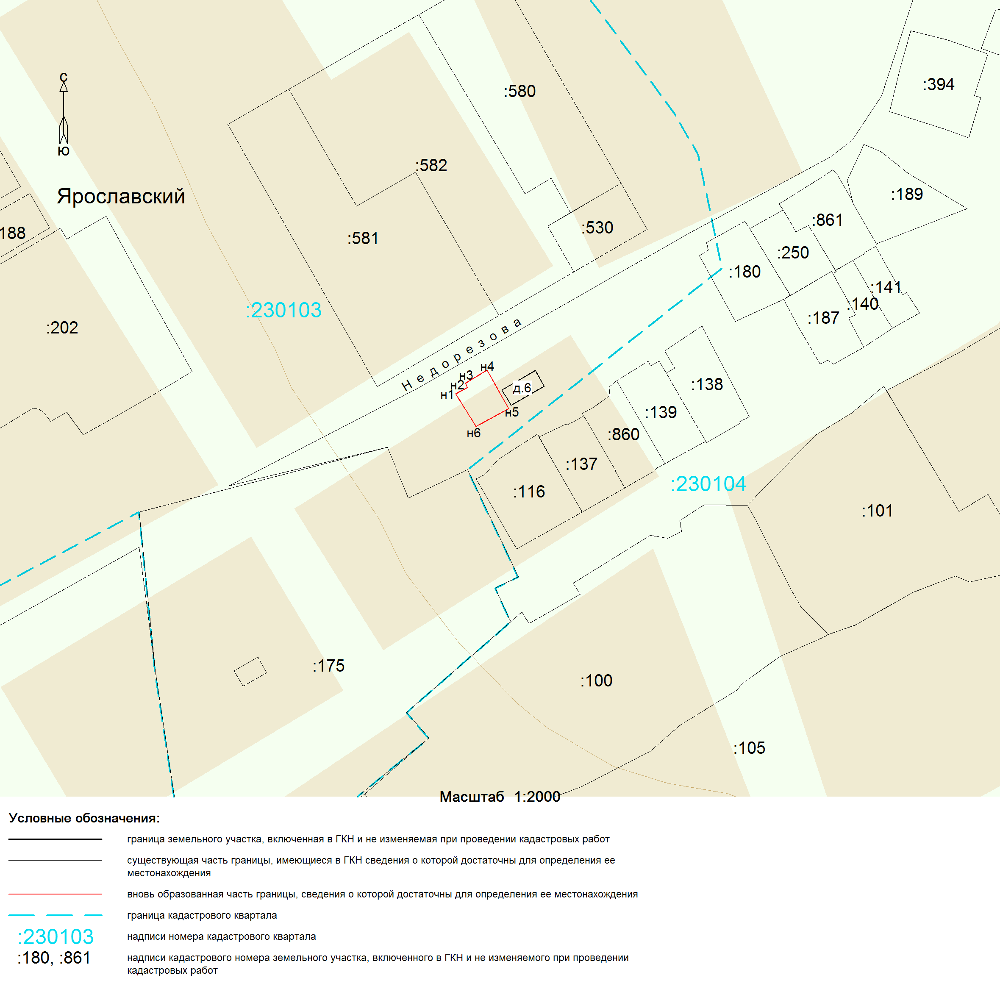 С
Ю
Ярославский
:580
:394
:582
:189
:861
:530
188
:581
:250
:180
:141
:140
:230103
:187
:202
Недорезова
н4
н3
н2
н1
д.6
:138
н5
:139
н6
:860
:137
:230104
:116
:101
:175
:100
:105
Масштаб 1:2000
Условные обозначения:
граница земельного участка, включенная в ГКН и не изменяемая при проведении кадастровых работ
существующая часть границы, имеющиеся в ГКН сведения о которой достаточны для определения ее
местонахождения
вновь образованная часть границы, сведения о которой достаточны для определения ее местонахождения
граница кадастрового квартала
:230103 надписи номера кадастрового квартала
:180, :861 надписи кадастрового номера земельного участка, включенного в ГКН и не изменяемого при проведении
кадастровых работ